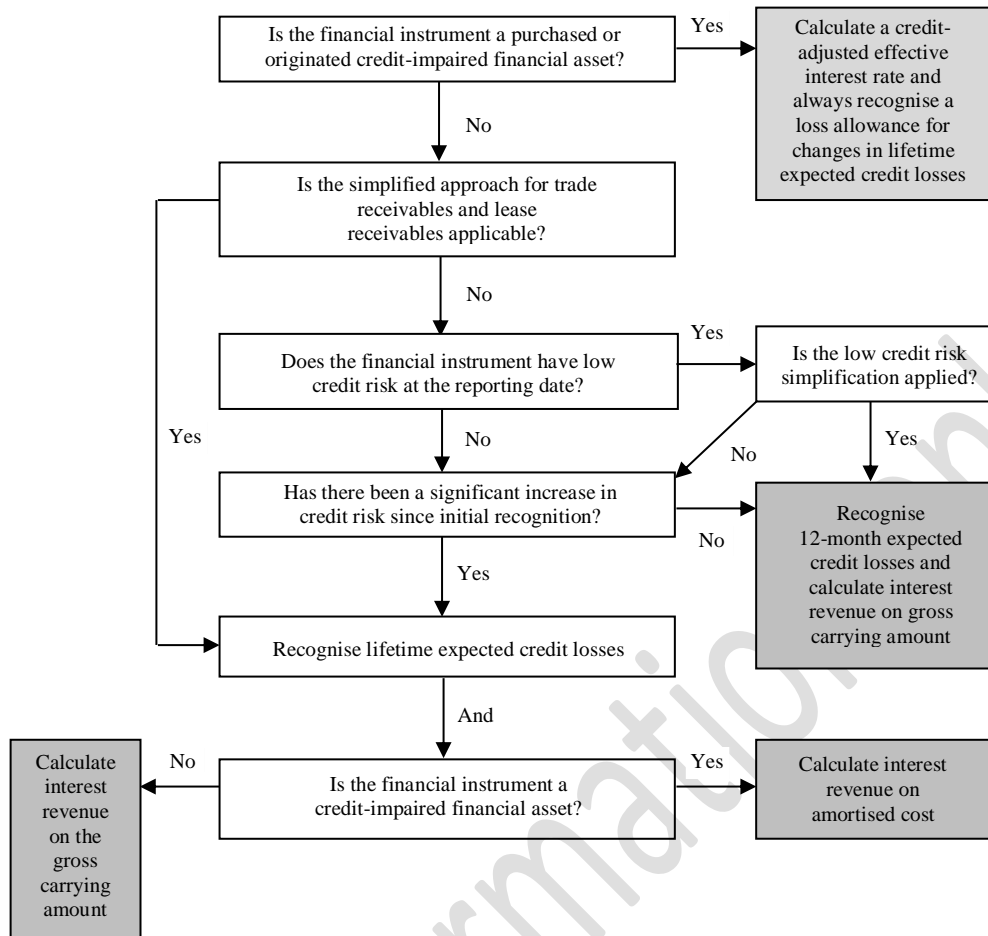 Is the financial instrument a purchased or
originated credit-impaired financial asset?
Yes
Calculate a credit-
adjusted effective
interest rate and
always recognise a
loss allowance for
changes in lifetime
expected credit losses
No
Is the simplified approach for trade
receivables and lease
receivables applicable?
No
Does the financial instrument have low
credit risk at the reporting date?
Yes
Is the low credit risk
simplification applied?
Yes
No
No
Yes
Has there been a significant increase in
credit risk since initial recognition?
No
Recognise
12-month expected
credit losses and
calculate interest
revenue on gross
carrying amount
Yes
Recognise lifetime expected credit losses
And
Is the financial instrument a
credit-impaired financial asset?
No
Calculate
interest
revenue
on the
gross
carrying
amount
Yes
Calculate interest
revenue on
amortised cost